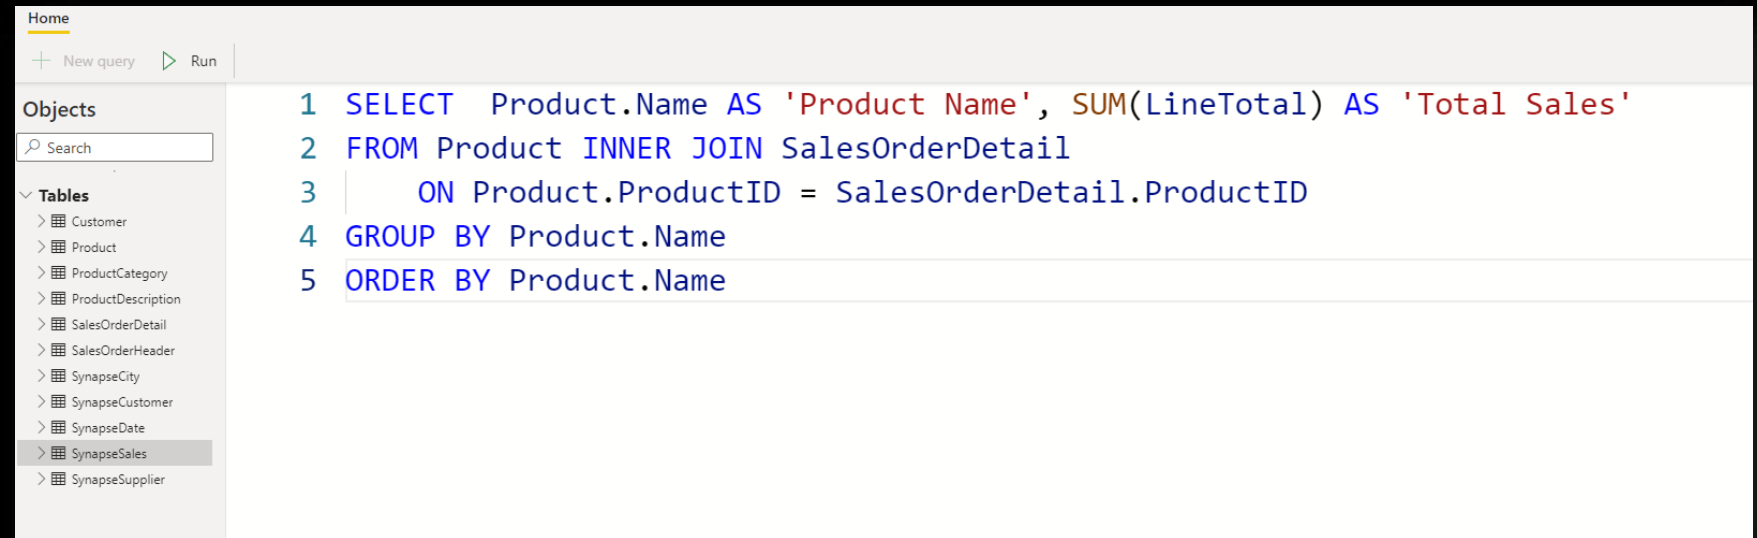 Home
New query Run
Objects
Search
Tables
Customer
Product
ProductCategory
ProductDescription
SalesOrderDetail
SalesOrderHeader
SynapseCity
SynapseCustomer
SynapseDate
SynapseSales
SynapseSupplier
1 SELECT  Product.Name AS 'Product Name', SUM(LineTotal) AS 'Total Sales'
2 FROM Product INNER JOIN SalesOrderDetail
3     ON Product.ProductID = SalesOrderDetail.ProductID
4 GROUP BY Product.Name
5 ORDER BY Product.Name